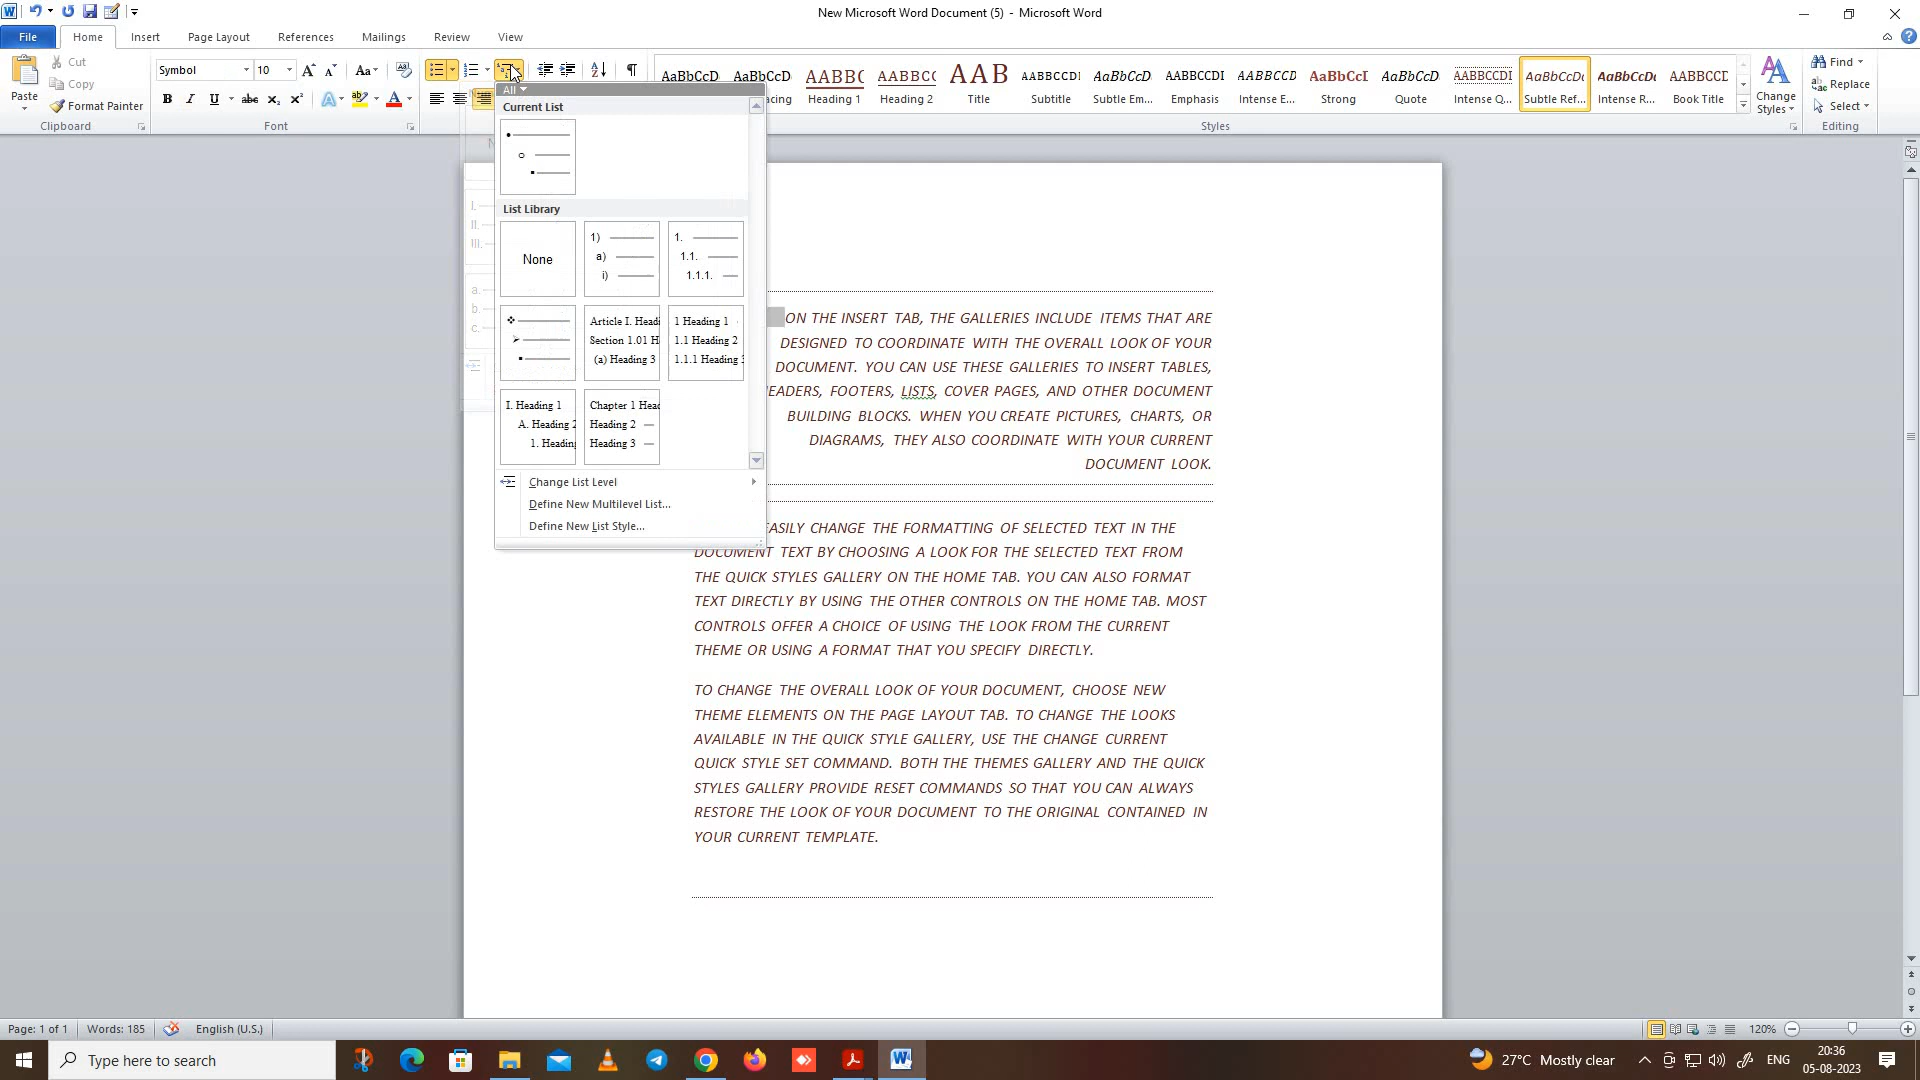 New Microsoft Word Document (5) - Microsoft Word
File Home Insert Page Layout References Mailings Review View
Paste
Cut
Copy
Format Painter
Clipboard
Symbol 10
Aa
B I U abc x₂ x² A ab A
Font
AaBbCcD AaBbCcD AABBC AABBCC AAB AABBCCDI AaBbCcD AABBCCDI AABBCCD AaBbCcI AaBbCcD AABBCCDI AaBbCcDc AaBbCcDc AABBCCD
Heading 1 Heading 2 Title Subtitle Subtle Em... Emphasis Intense E... Strong Quote Intense Q... Subtle Ref... Intense R... Book Title
Change
Styles
Styles
Find
Replace
Select
Editing
All
Current List
List Library
None
1)
a)
i)
1.
1.1.
1.1.1.
Article I. Headi
Section 1.01 H
(a) Heading 3
1 Heading 1
1.1 Heading 2
1.1.1 Heading
I. Heading 1
A. Heading 2
1. Heading
Chapter 1 Head
Heading 2
Heading 3
Change List Level
Define New Multilevel List...
Define New List Style...
I.
II.
III.
a.
b.
c.
ON THE INSERT TAB, THE GALLERIES INCLUDE ITEMS THAT ARE
DESIGNED TO COORDINATE WITH THE OVERALL LOOK OF YOUR
DOCUMENT. YOU CAN USE THESE GALLERIES TO INSERT TABLES,
EADERS, FOOTERS, LISTS, COVER PAGES, AND OTHER DOCUMENT
BUILDING BLOCKS. WHEN YOU CREATE PICTURES, CHARTS, OR
DIAGRAMS, THEY ALSO COORDINATE WITH YOUR CURRENT
DOCUMENT LOOK.
EASILY CHANGE THE FORMATTING OF SELECTED TEXT IN THE
DOCUMENT TEXT BY CHOOSING A LOOK FOR THE SELECTED TEXT FROM
THE QUICK STYLES GALLERY ON THE HOME TAB. YOU CAN ALSO FORMAT
TEXT DIRECTLY BY USING THE OTHER CONTROLS ON THE HOME TAB. MOST
CONTROLS OFFER A CHOICE OF USING THE LOOK FROM THE CURRENT
THEME OR USING A FORMAT THAT YOU SPECIFY DIRECTLY.
TO CHANGE THE OVERALL LOOK OF YOUR DOCUMENT, CHOOSE NEW
THEME ELEMENTS ON THE PAGE LAYOUT TAB. TO CHANGE THE LOOKS
AVAILABLE IN THE QUICK STYLE GALLERY, USE THE CHANGE CURRENT
QUICK STYLE SET COMMAND. BOTH THE THEMES GALLERY AND THE QUICK
STYLES GALLERY PROVIDE RESET COMMANDS SO THAT YOU CAN ALWAYS
RESTORE THE LOOK OF YOUR DOCUMENT TO THE ORIGINAL CONTAINED IN
YOUR CURRENT TEMPLATE.
Page: 1 of 1 Words: 185 English (U.S.) 120%
Type here to search
27°C Mostly clear
ENG
20:36
05-08-2023